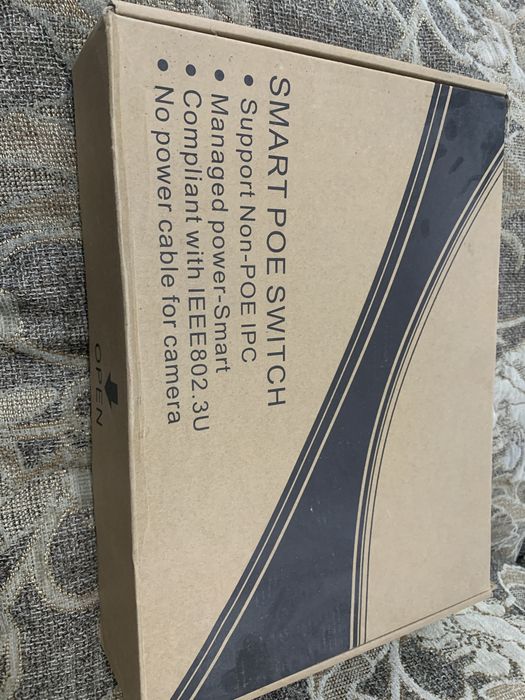 SMART POE SWITCH
• Support Non-POE IPC
• Managed power-Smart
• Compliant with IEEE802.3U
• No power cable for camera
OPEN